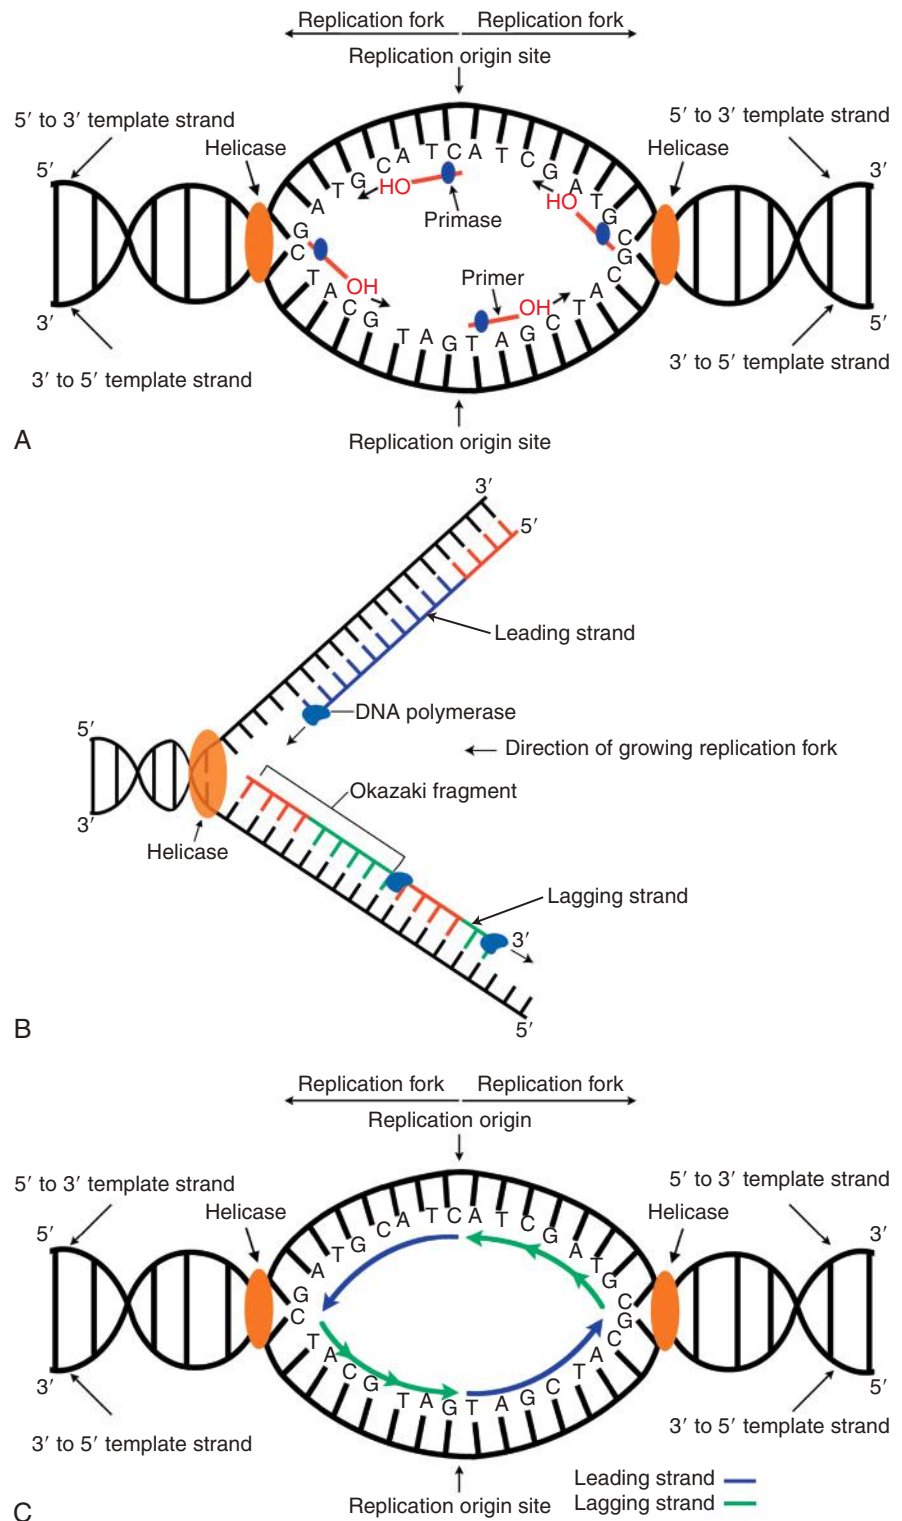 Replication fork Replication fork
Replication origin site
5′ to 3′ template strand
5′ to 3′ template strand
Helicase
Helicase
5′
3′
C A T C A T C G A T G C
G T A G
HO
HO
Primase
G
C
OH
Primer
OH
T A C G T A G T A G C T A C G
3′
5′
3′ to 5′ template strand
3′ to 5′ template strand
Replication origin site
A
3′
5′
Leading strand
DNA polymerase
5′
Direction of growing replication fork
Okazaki fragment
3′
Helicase
Lagging strand
3′
5′
B
Replication fork Replication fork
Replication origin
5′ to 3′ template strand
5′ to 3′ template strand
Helicase
Helicase
5′
3′
G A T G C A T C A T C G A T G C
C T A C G T A G T A G C T A C G
3′
5′
3′ to 5′ template strand
3′ to 5′ template strand
Replication origin site
Leading strand
Lagging strand
C